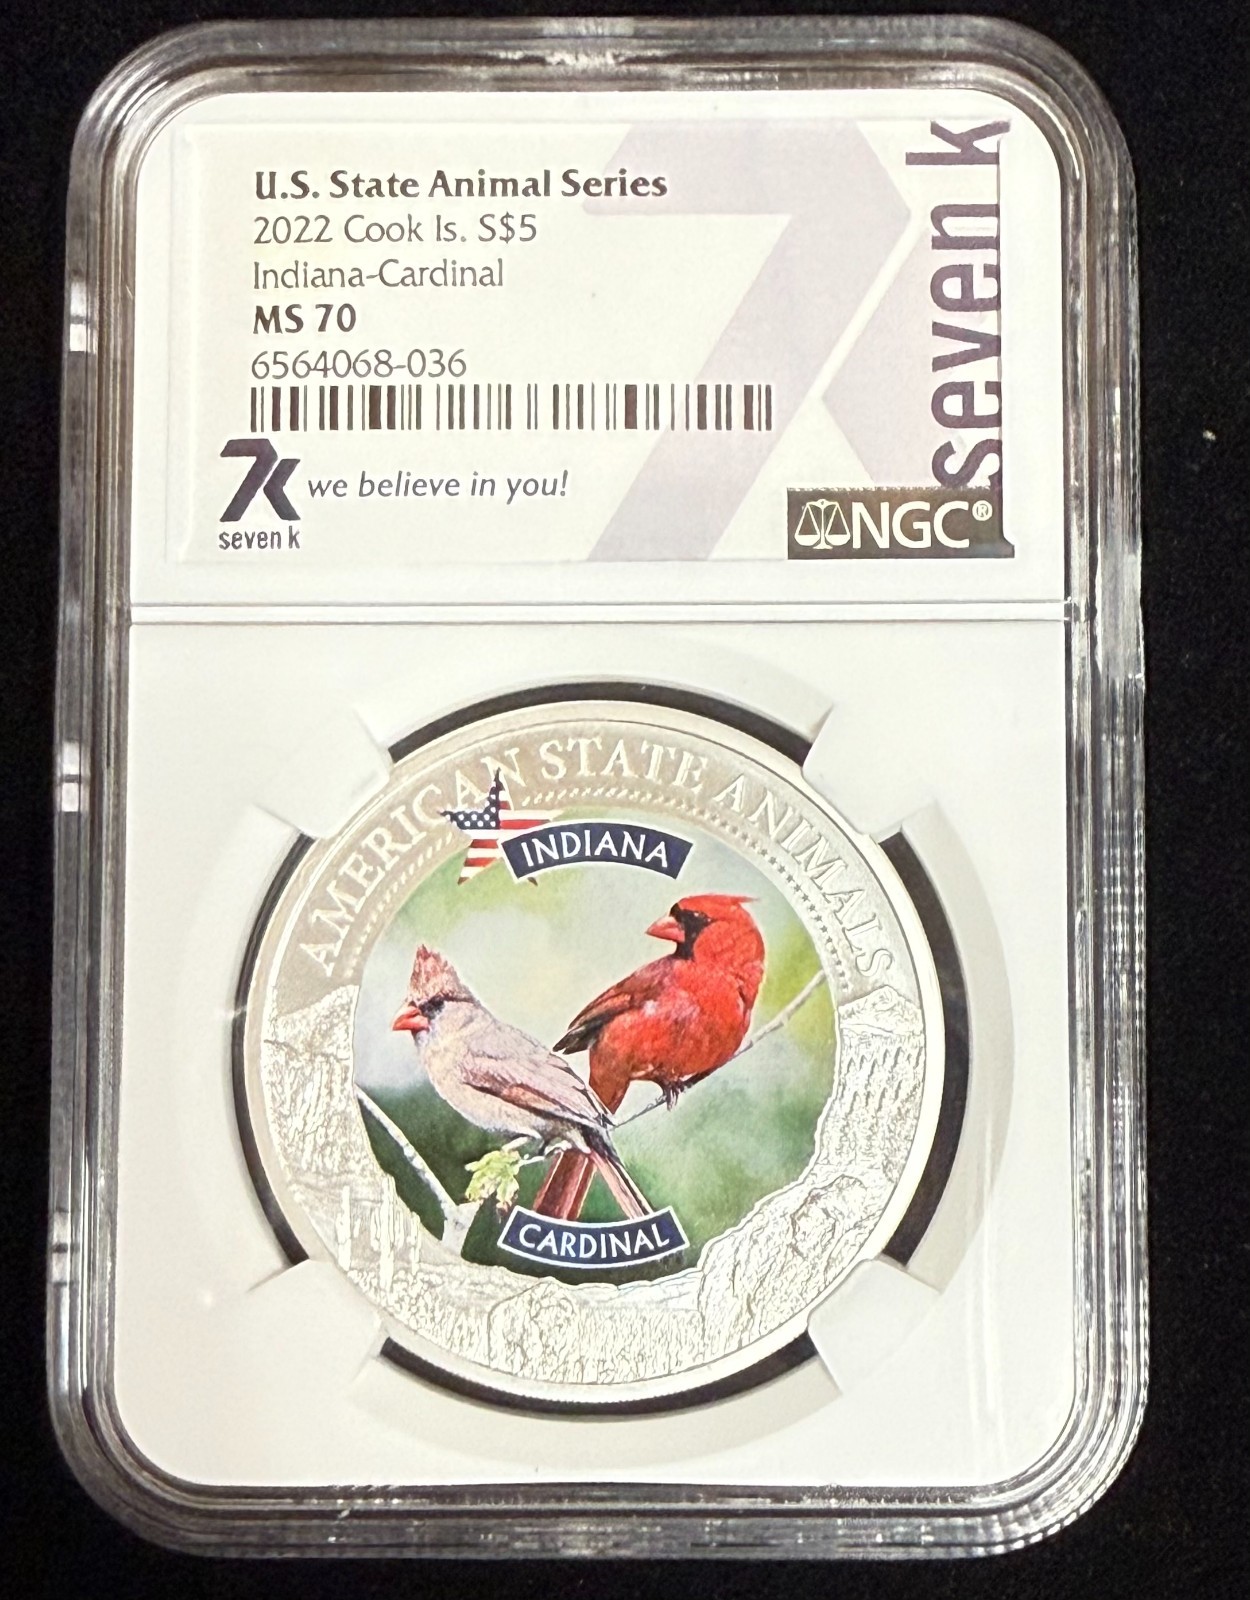 U.S. State Animal Series
2022 Cook Is. S$5
Indiana-Cardinal
MS 70
6564068-036
7K
seven k
we believe in you!
7K
seven k
NGC®
AMERICAN STATE ANIMALS
INDIANA
CARDINAL